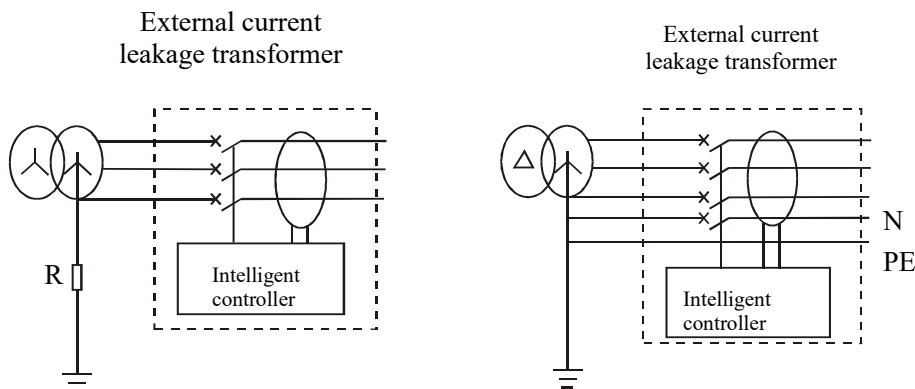 External current
leakage transformer
R
Intelligent
controller
External current
leakage transformer
N
PE
Intelligent
controller